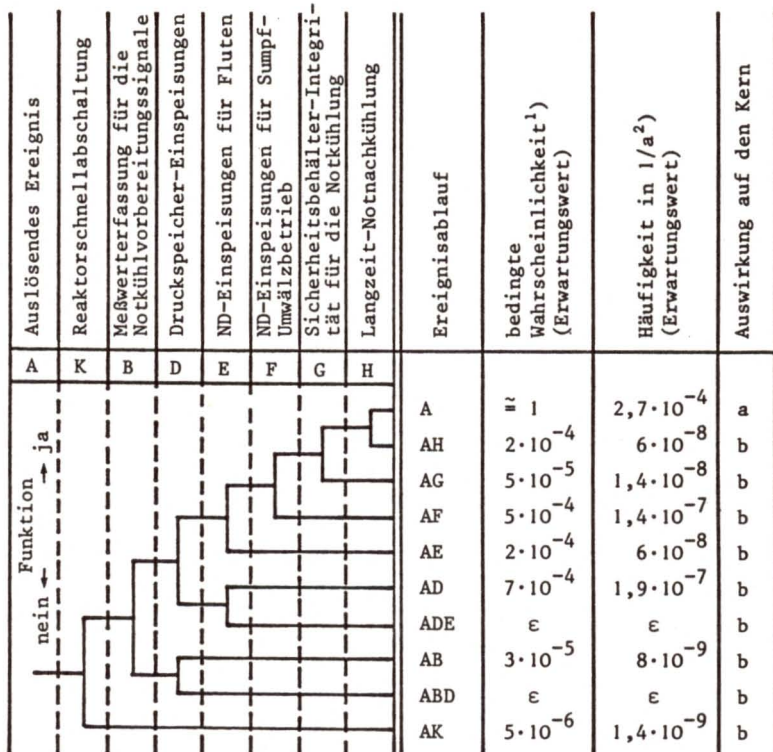 Auslösendes Ereignis
Reaktorschnellabschaltung
Meßwerterfassung für die
Notkühlvorbereitungssignale
Druckspeicher-Einspeisungen
ND-Einspeisungen für Fluten
ND-Einspeisungen für Sumpf-
Umwälzbetrieb
Sicherheitsbehälter-Integri-
tät für die Notkühlung
Langzeit-Notnachkühlung
Ereignisablauf
bedingte
Wahrscheinlichkeit¹)
(Erwartungswert)
Häufigkeit in 1/a²)
(Erwartungswert)
Auswirkung auf den Kern
A K B D E F G H
nein ← Funktion → ja
A ≅ 1 2,7·10⁻⁴ a
AH 2·10⁻⁴ 6·10⁻⁸ b
AG 5·10⁻⁵ 1,4·10⁻⁸ b
AF 5·10⁻⁴ 1,4·10⁻⁷ b
AE 2·10⁻⁴ 6·10⁻⁸ b
AD 7·10⁻⁴ 1,9·10⁻⁷ b
ADE ε ε b
AB 3·10⁻⁵ 8·10⁻⁹ b
ABD ε ε b
AK 5·10⁻⁶ 1,4·10⁻⁹ b